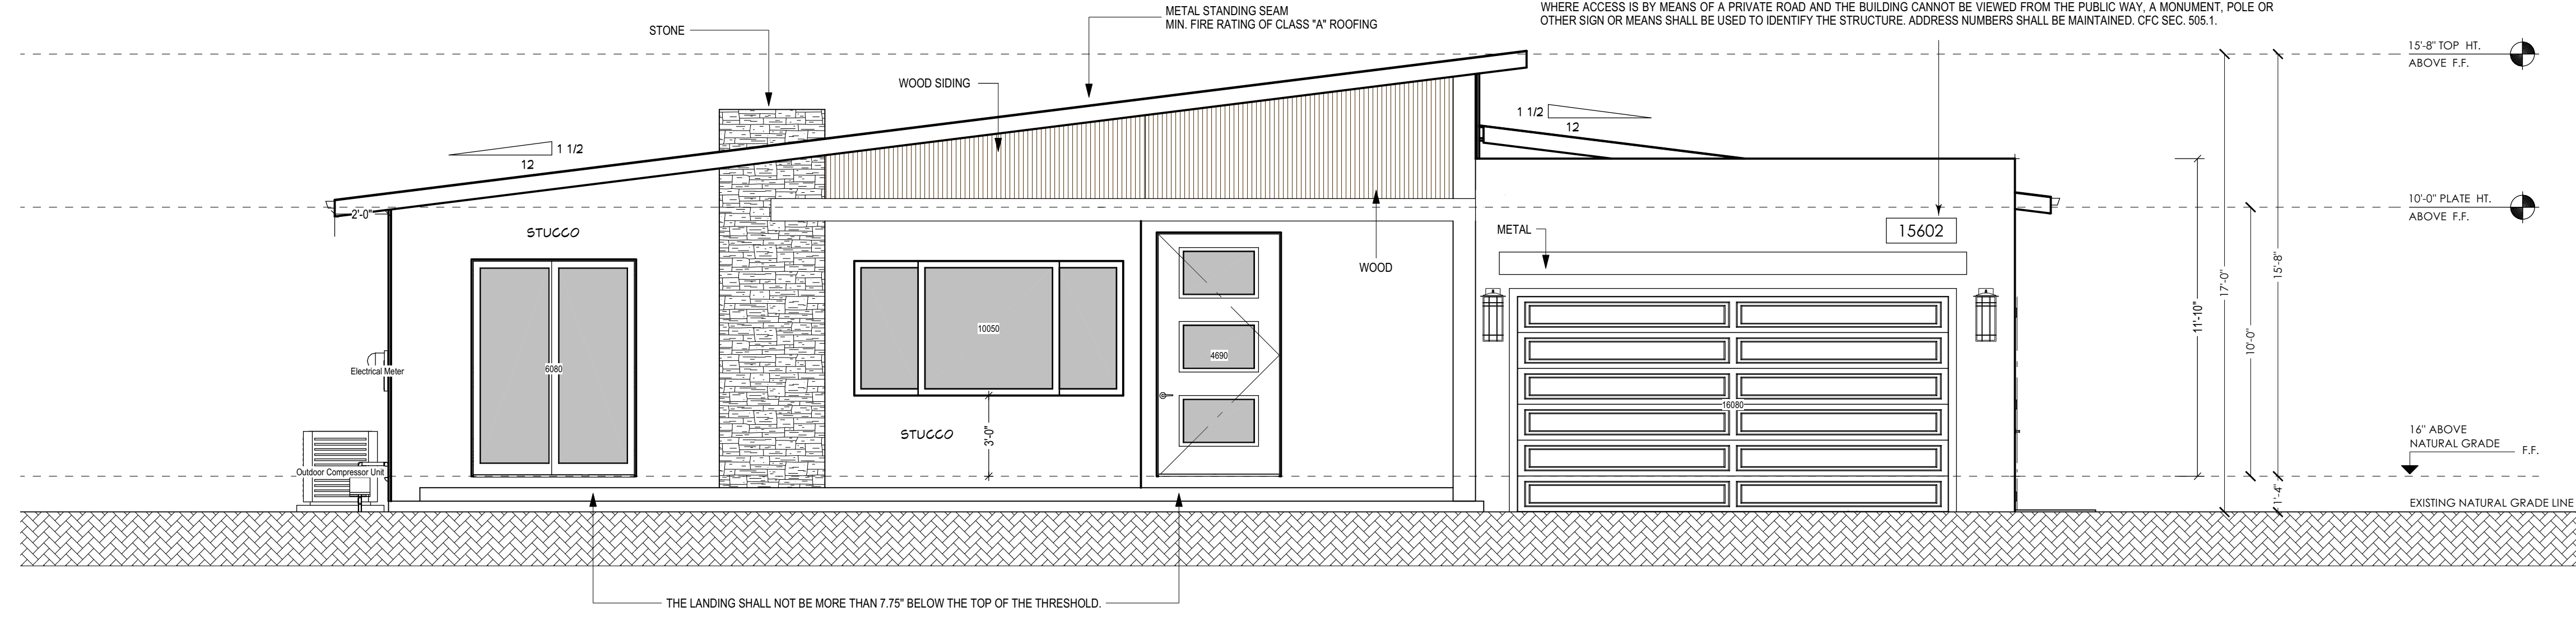 WHERE ACCESS IS BY MEANS OF A PRIVATE ROAD AND THE BUILDING CANNOT BE VIEWED FROM THE PUBLIC WAY, A MONUMENT, POLE OR
OTHER SIGN OR MEANS SHALL BE USED TO IDENTIFY THE STRUCTURE. ADDRESS NUMBERS SHALL BE MAINTAINED. CFC SEC. 505.1.
METAL STANDING SEAM
MIN. FIRE RATING OF CLASS "A" ROOFING
STONE
WOOD SIDING
15'-8" TOP HT.
ABOVE F.F.
1 1/2
12
1 1/2
12
10'-0" PLATE HT.
ABOVE F.F.
2'-0"
STUCCO
METAL
15602
WOOD
17'-0"
15'-8"
11'-10"
10'-0"
10050
4690
6080
Electrical Meter
16080
STUCCO
3'-0"
16" ABOVE
NATURAL GRADE
F.F.
Outdoor Compressor Unit
1'-4"
EXISTING NATURAL GRADE LINE
THE LANDING SHALL NOT BE MORE THAN 7.75" BELOW THE TOP OF THE THRESHOLD.